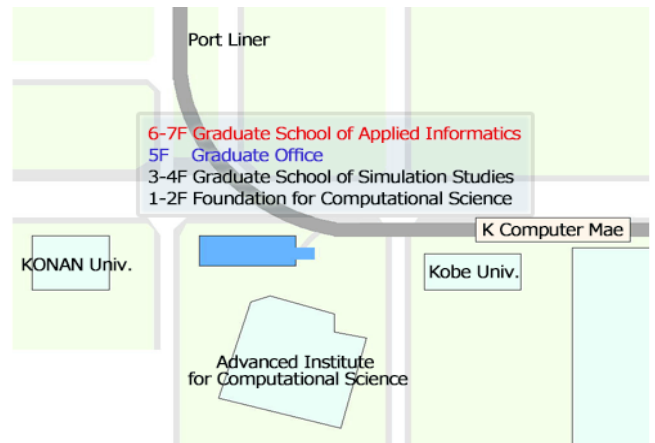 Port Liner
6-7F Graduate School of Applied Informatics
5F Graduate Office
3-4F Graduate School of Simulation Studies
1-2F Foundation for Computational Science
K Computer Mae
KONAN Univ.
Kobe Univ.
Advanced Institute
for Computational Science